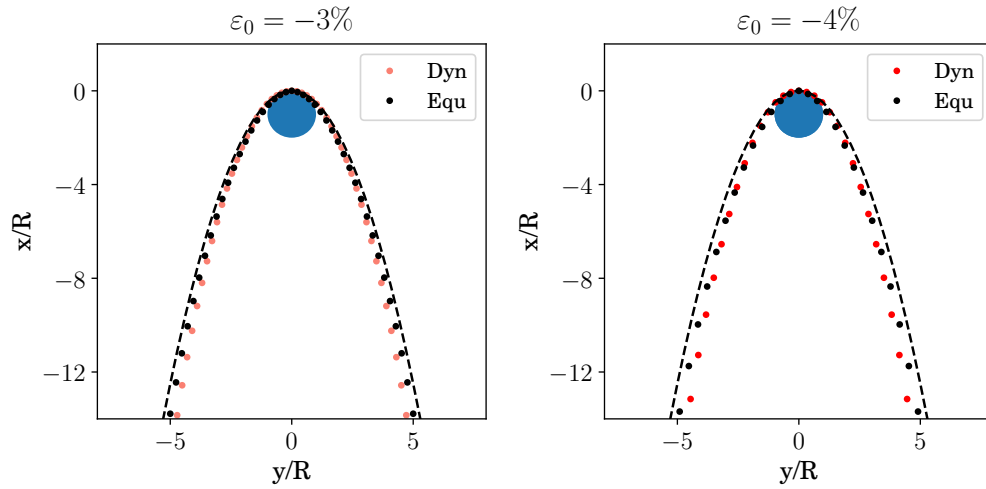 ε₀ = −3%
Dyn
Equ
0
−4
−8
−12
x/R
−5
0
5
y/R
ε₀ = −4%
Dyn
Equ
0
−4
−8
−12
x/R
−5
0
5
y/R